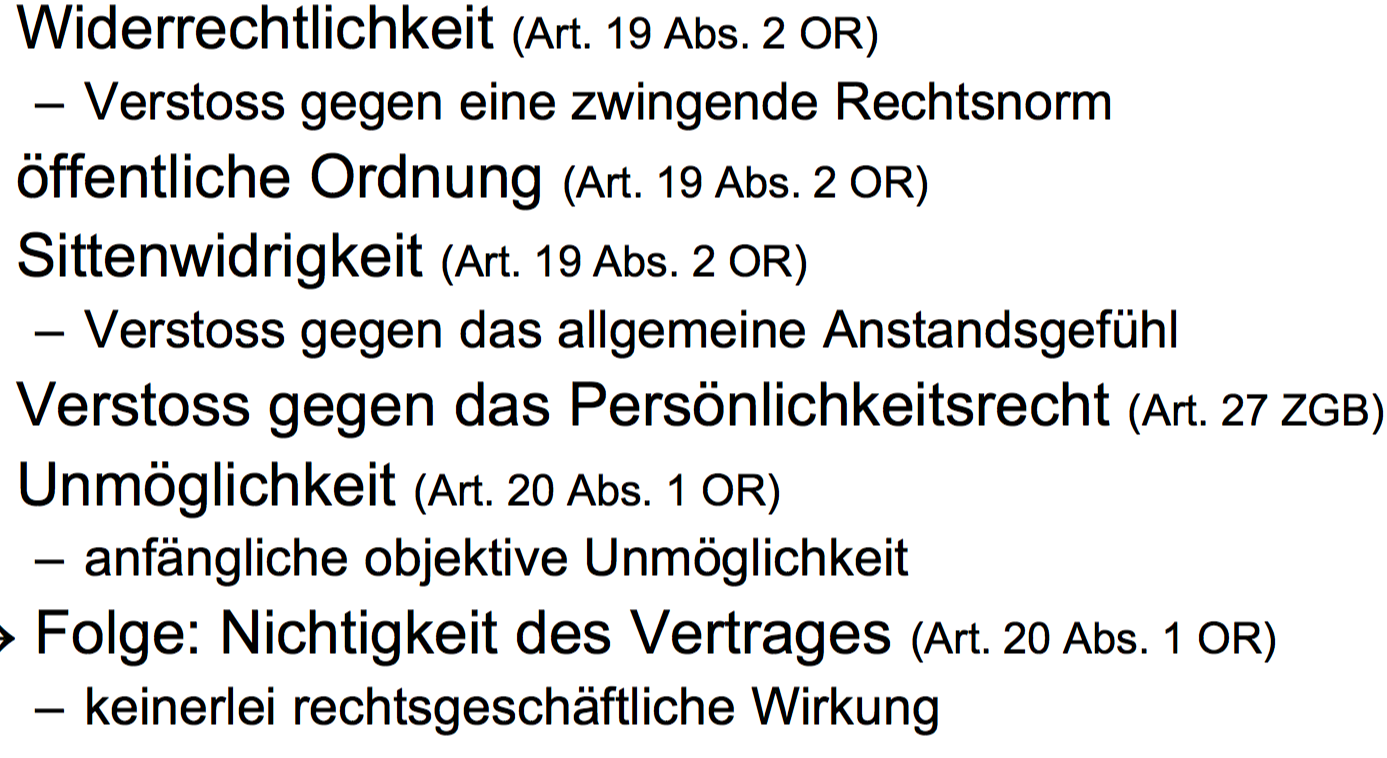 Widerrechtlichkeit (Art. 19 Abs. 2 OR)
– Verstoss gegen eine zwingende Rechtsnorm
öffentliche Ordnung (Art. 19 Abs. 2 OR)
Sittenwidrigkeit (Art. 19 Abs. 2 OR)
– Verstoss gegen das allgemeine Anstandsgefühl
Verstoss gegen das Persönlichkeitsrecht (Art. 27 ZGB)
Unmöglichkeit (Art. 20 Abs. 1 OR)
– anfängliche objektive Unmöglichkeit
Folge: Nichtigkeit des Vertrages (Art. 20 Abs. 1 OR)
– keinerlei rechtsgeschäftliche Wirkung